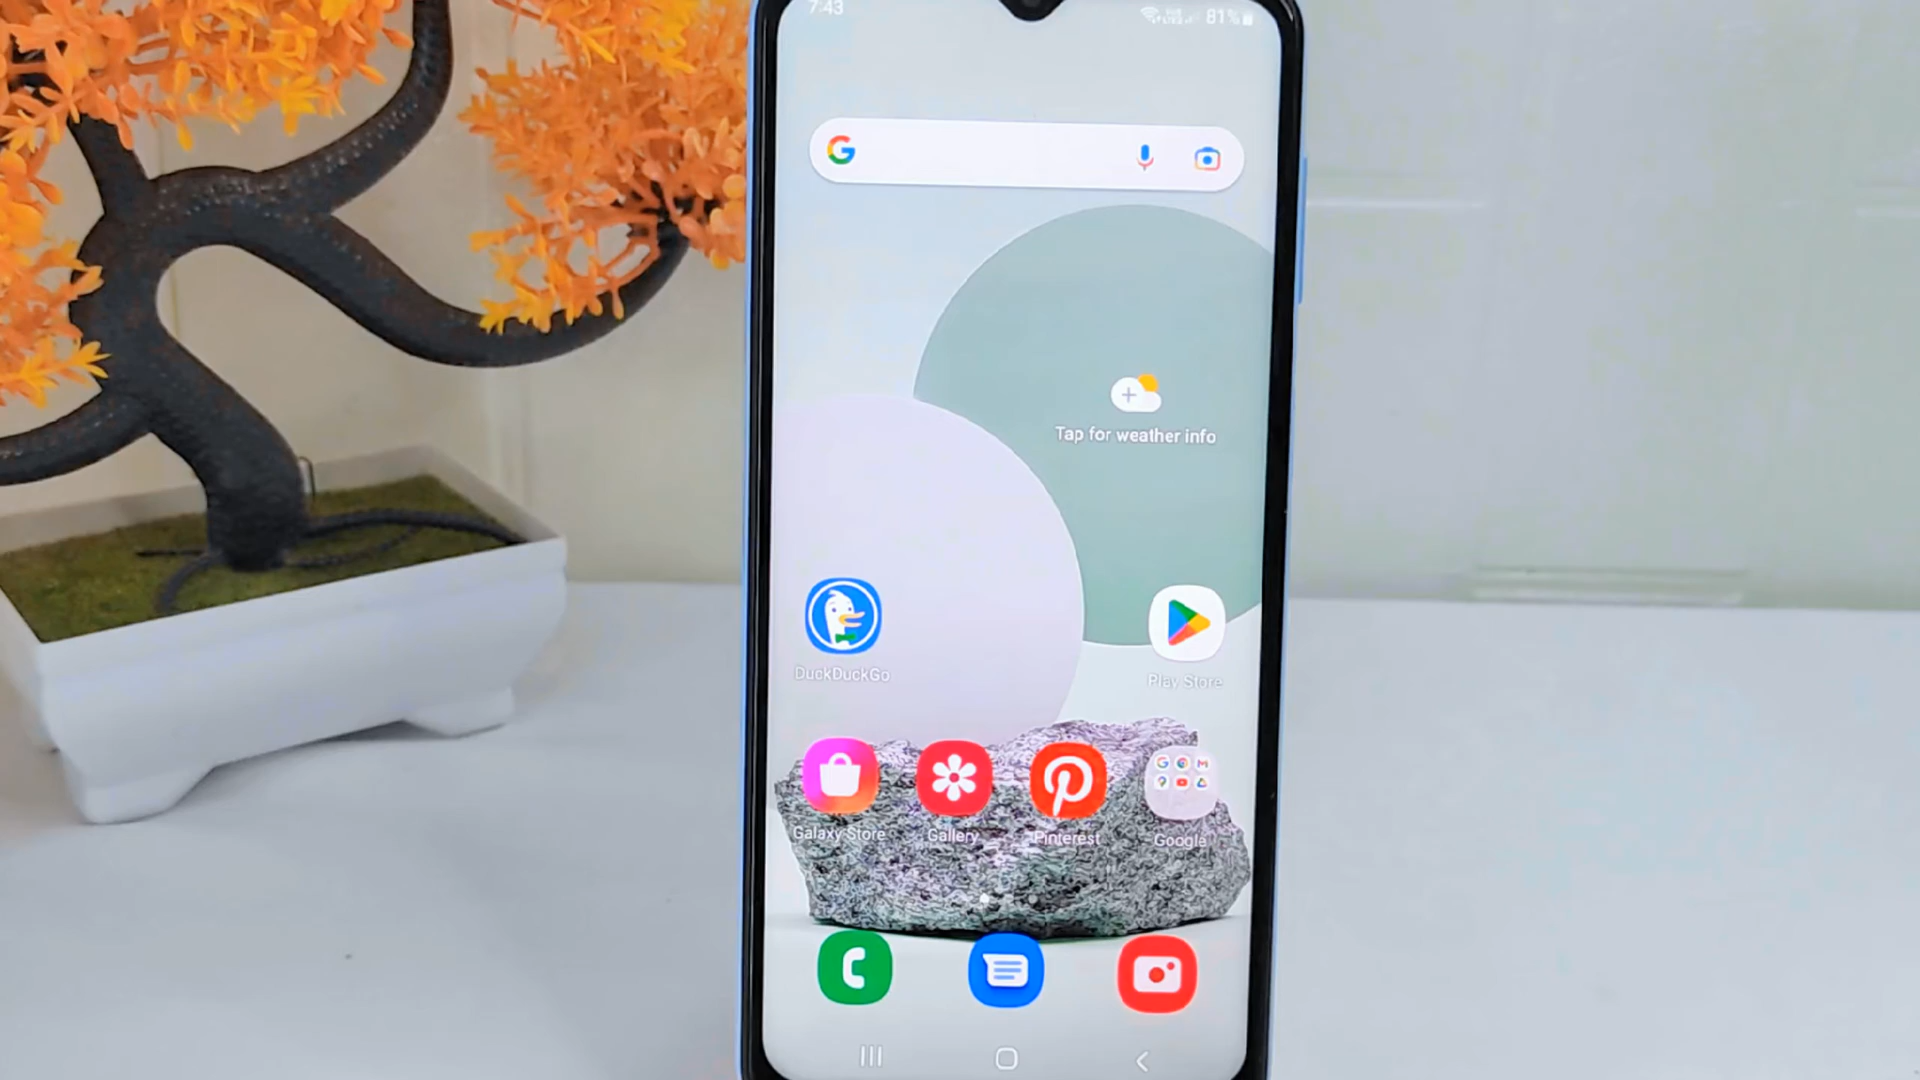 7:43
81%
Tap for weather info
DuckDuckGo
Play Store
Galaxy Store
Gallery
Pinterest
Google